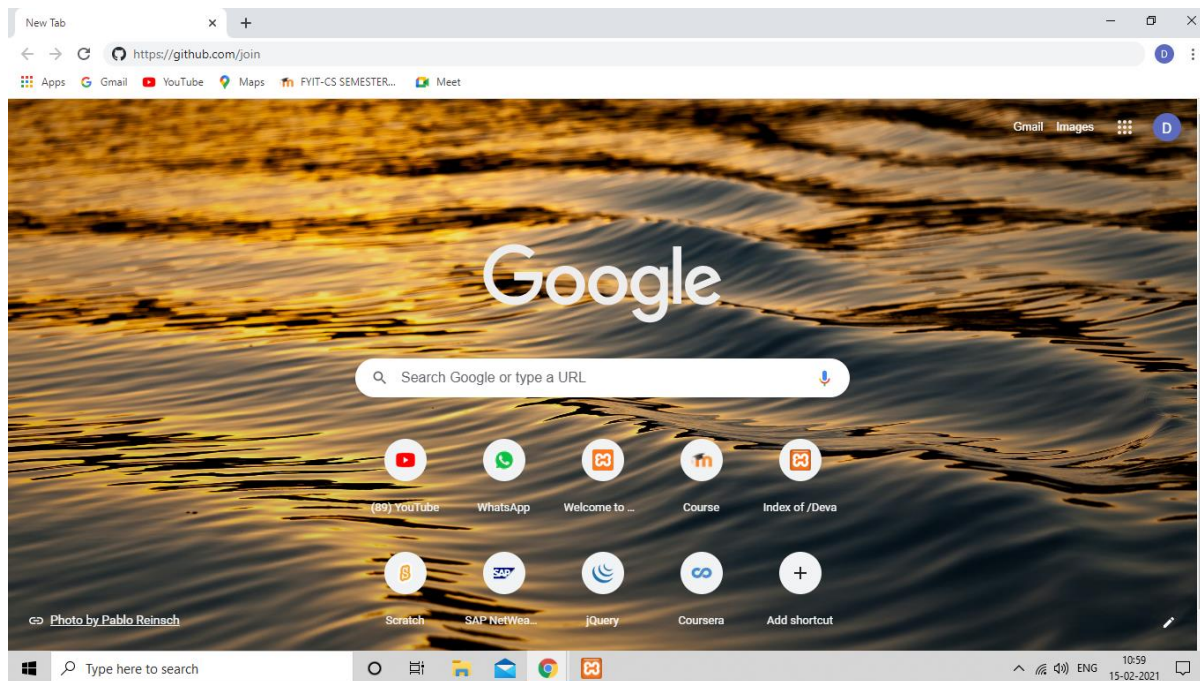 New Tab
https://github.com/join
D
Apps Gmail YouTube Maps FYIT-CS SEMESTER... Meet
Gmail Images D
Google
Search Google or type a URL
(89) YouTube WhatsApp Welcome to ... Course Index of /Deva
Scratch SAP NetWea... jQuery Coursera Add shortcut
Photo by Pablo Reinsch
Type here to search
ENG
10:59
15-02-2021